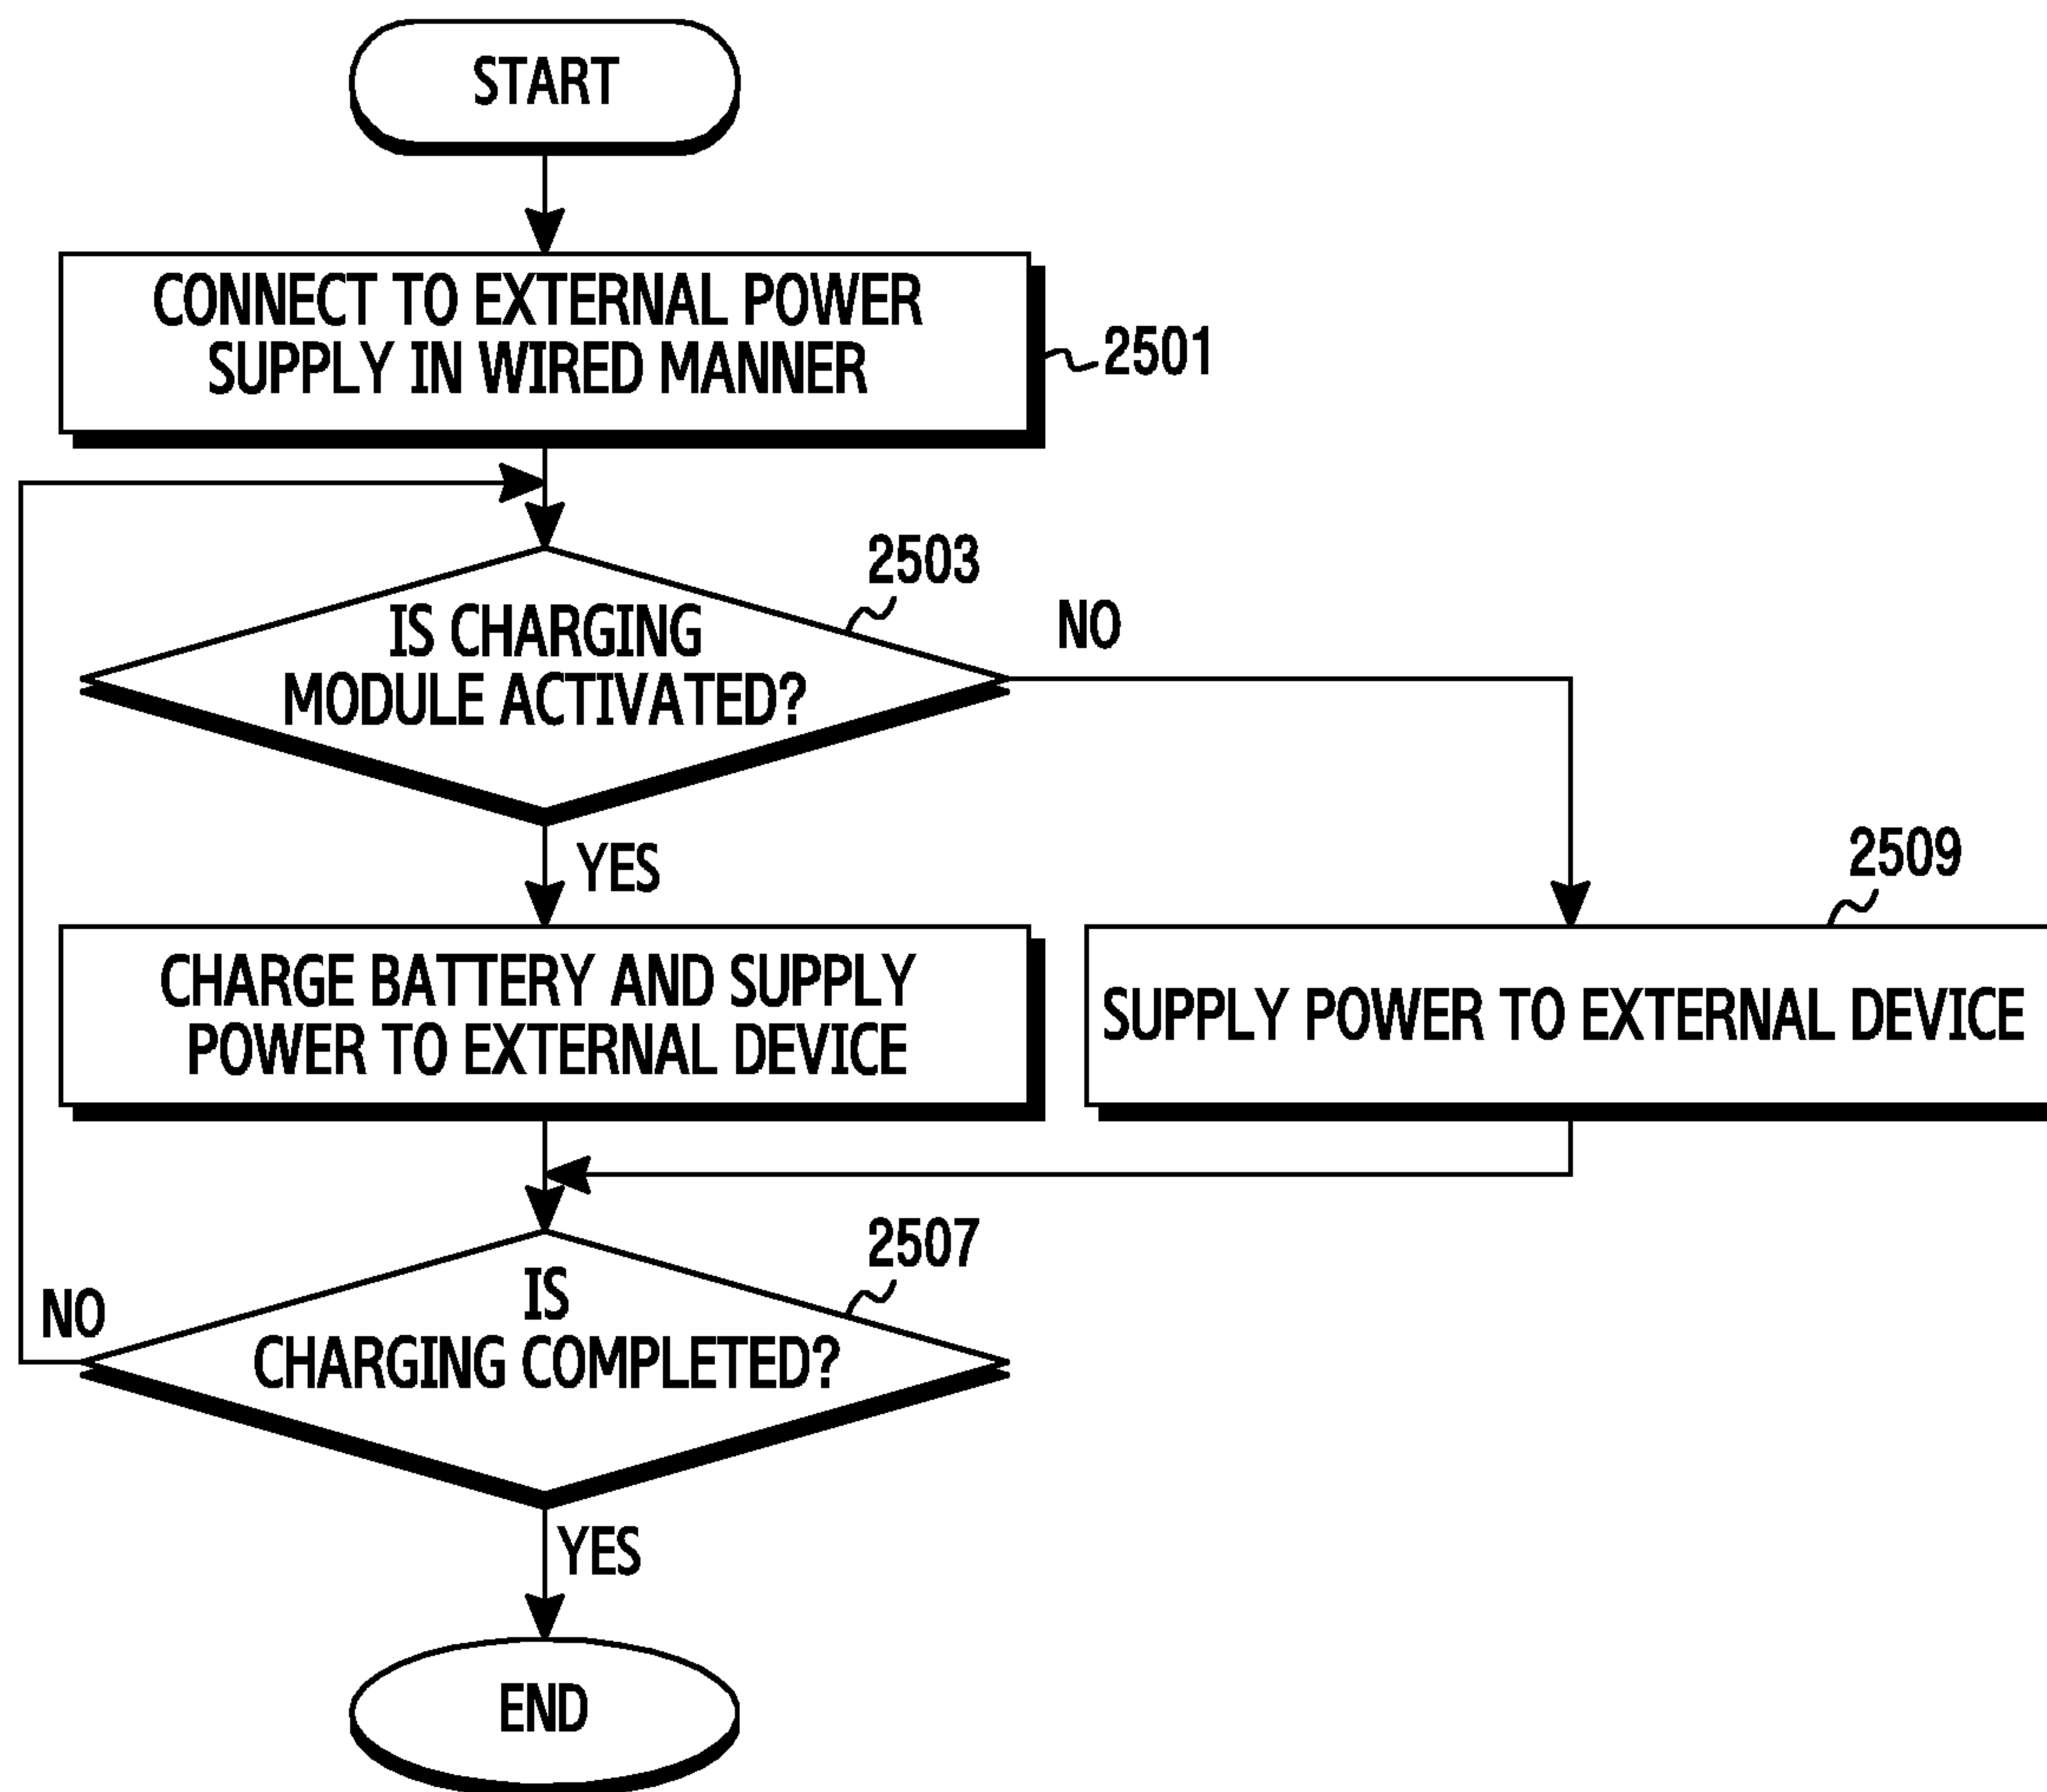 START
CONNECT TO EXTERNAL POWER
SUPPLY IN WIRED MANNER
2501
2503
IS CHARGING
MODULE ACTIVATED?
NO
YES
2509
CHARGE BATTERY AND SUPPLY
POWER TO EXTERNAL DEVICE
SUPPLY POWER TO EXTERNAL DEVICE
2507
IS
CHARGING COMPLETED?
NO
YES
END